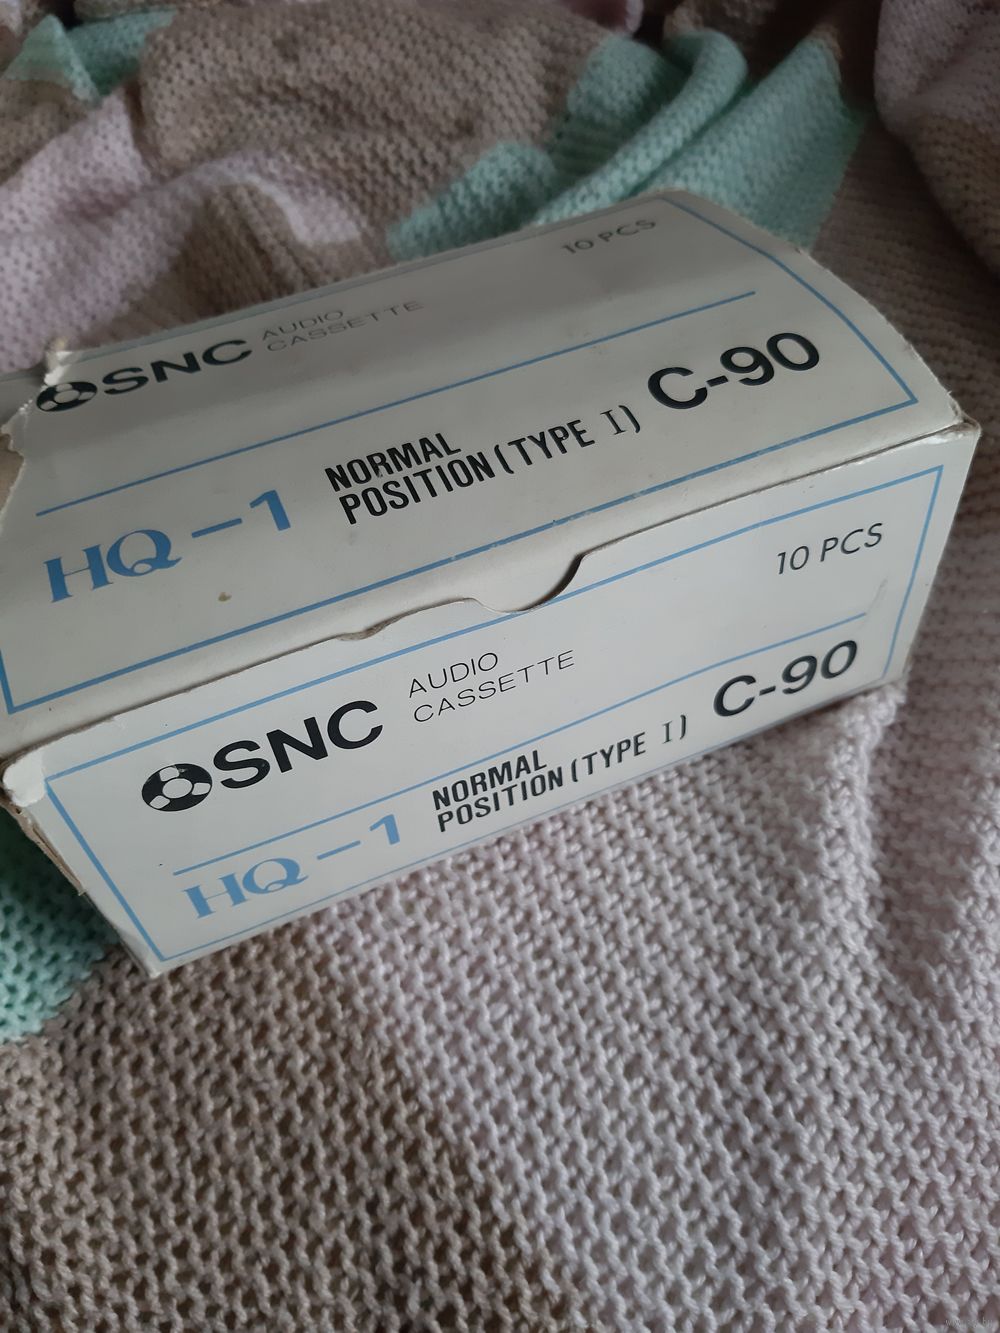 10 PCS
SNC AUDIO
CASSETTE
HQ-1 NORMAL
POSITION (TYPE I) C-90
10 PCS
SNC AUDIO
CASSETTE
HQ-1 NORMAL
POSITION (TYPE I) C-90